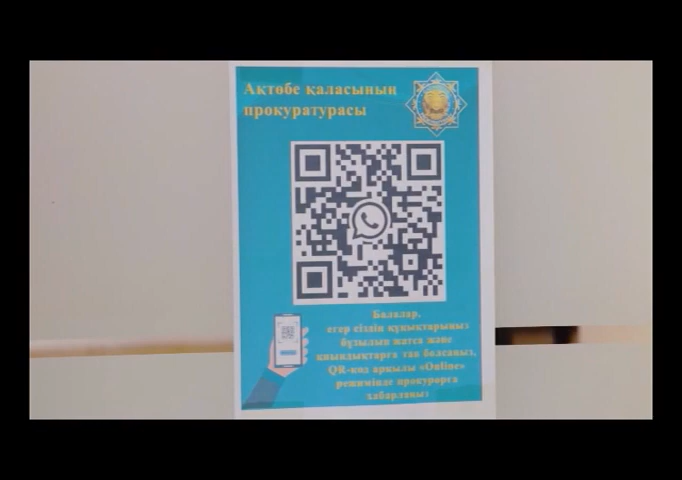 Ақтөбе қаласының
прокуратурасы
Балалар,
егер сіздің құқықтарыңыз
бұзылып жатса және
қиындықтарға тап болсаңыз,
QR-код арқылы «Online»
режимінде прокурорға
хабарлаңыз